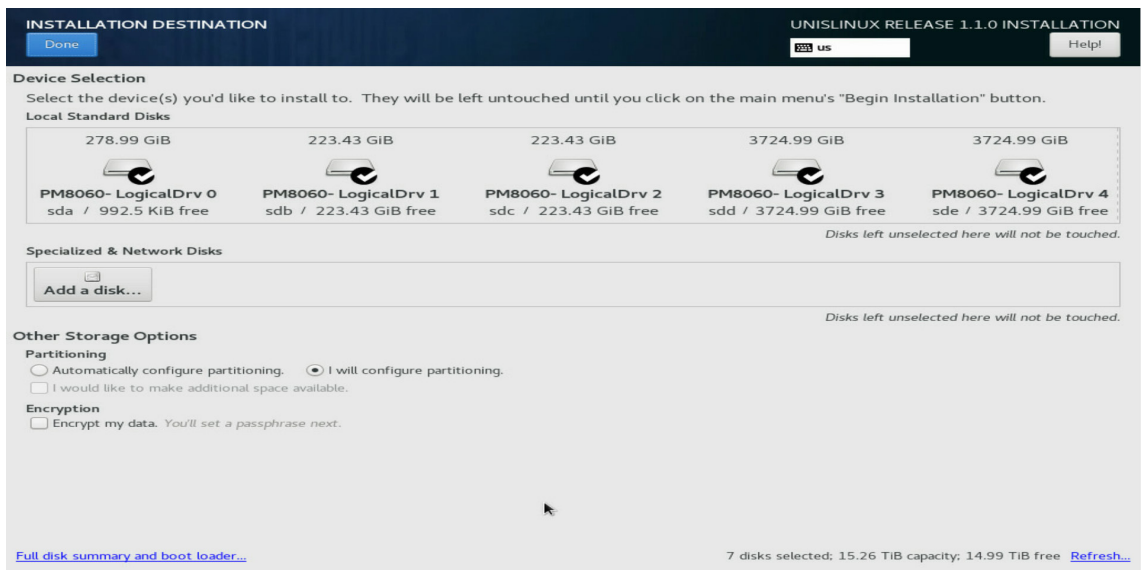 INSTALLATION DESTINATION
UNISLINUX RELEASE 1.1.0 INSTALLATION
Done
us
Help!
Device Selection
Select the device(s) you'd like to install to. They will be left untouched until you click on the main menu's "Begin Installation" button.
Local Standard Disks
278.99 GiB 223.43 GiB 223.43 GiB 3724.99 GiB 3724.99 GiB
PM8060- LogicalDrv 0 PM8060- LogicalDrv 1 PM8060- LogicalDrv 2 PM8060- LogicalDrv 3 PM8060- LogicalDrv 4
sda / 992.5 KiB free sdb / 223.43 GiB free sdc / 223.43 GiB free sdd / 3724.99 GiB free sde / 3724.99 GiB free
Disks left unselected here will not be touched.
Specialized & Network Disks
Add a disk...
Disks left unselected here will not be touched.
Other Storage Options
Partitioning
Automatically configure partitioning. I will configure partitioning.
I would like to make additional space available.
Encryption
Encrypt my data. You'll set a passphrase next.
Full disk summary and boot loader... 7 disks selected; 15.26 TiB capacity; 14.99 TiB free Refresh...